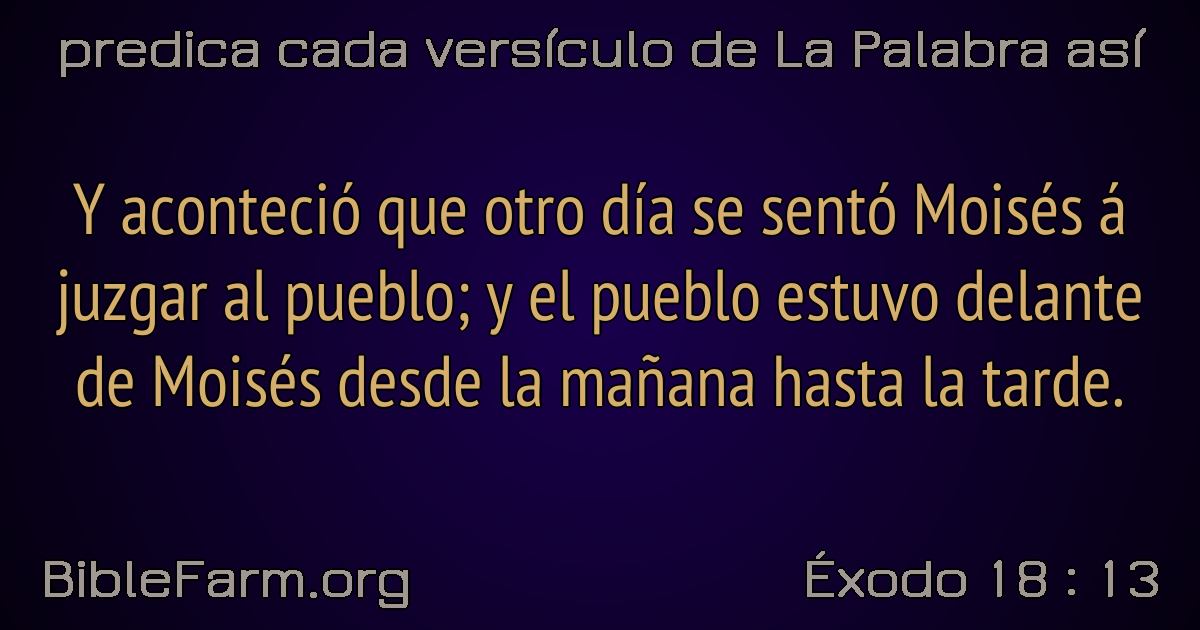 predica cada versículo de La Palabra así
Y aconteció que otro día se sentó Moisés á
juzgar al pueblo; y el pueblo estuvo delante
de Moisés desde la mañana hasta la tarde.
BibleFarm.org
Éxodo 18 : 13